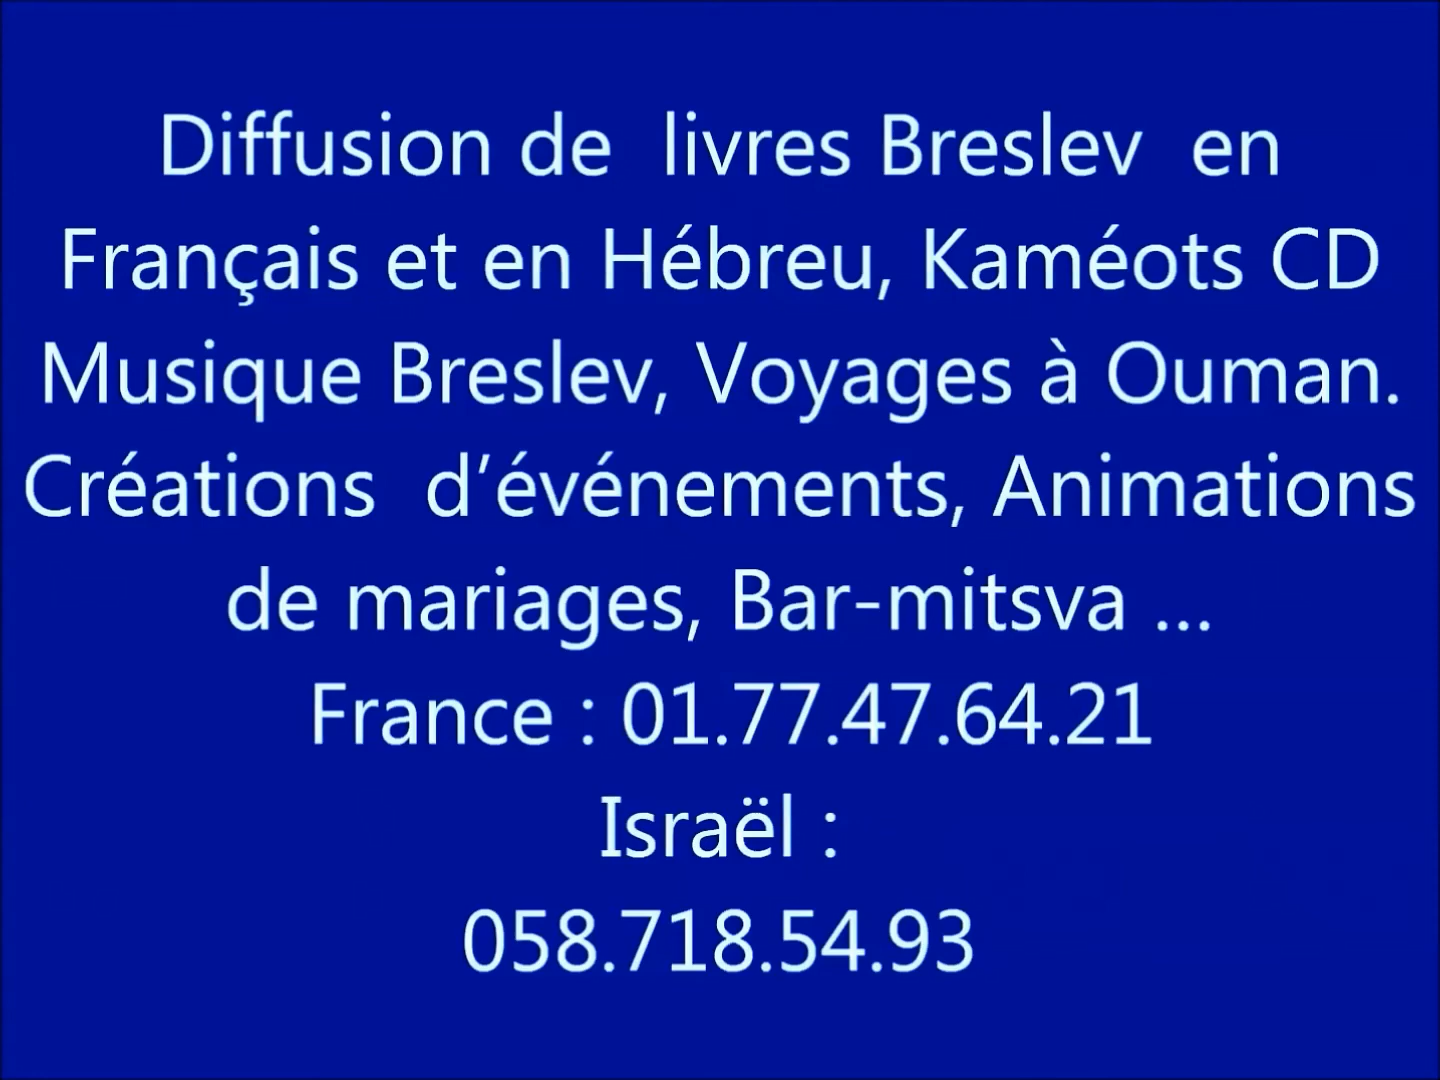 Diffusion de livres Breslev en
Français et en Hébreu, Kaméots CD
Musique Breslev, Voyages à Ouman.
Créations d’événements, Animations
de mariages, Bar-mitsva ...
France : 01.77.47.64.21
Israël :
058.718.54.93